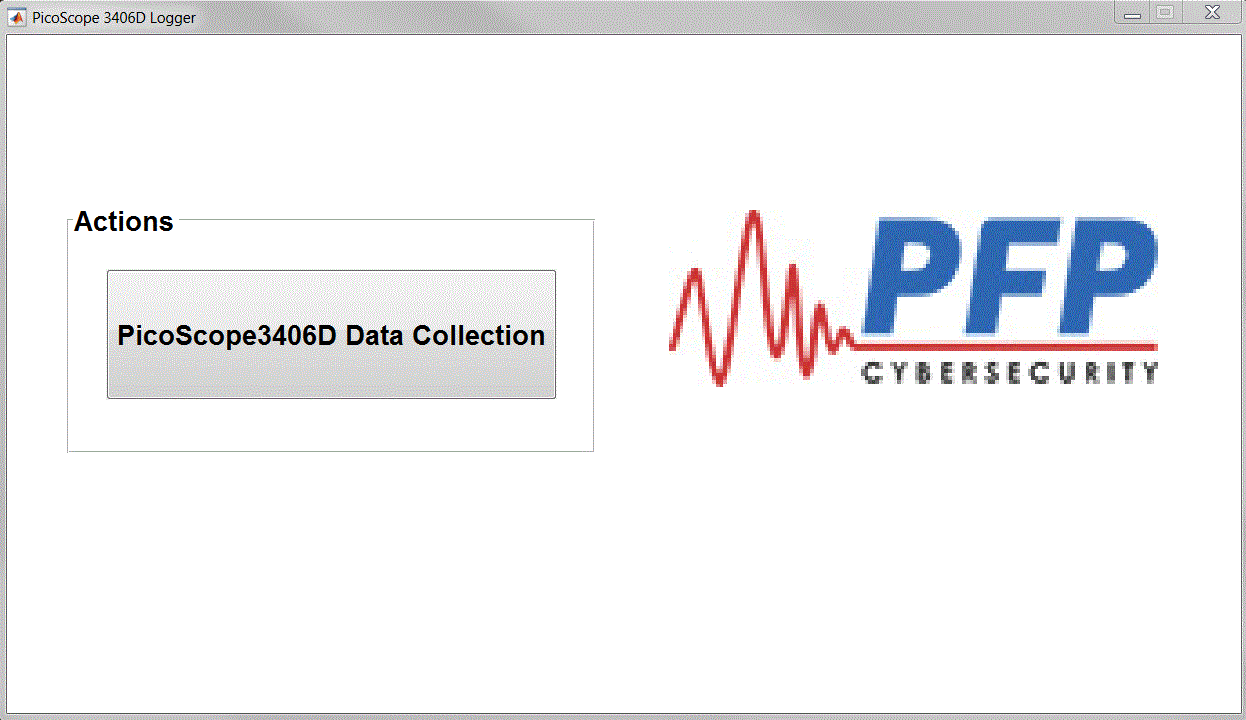 PicoScope 3406D Logger
Actions
PicoScope3406D Data Collection
PFP
CYBERSECURITY